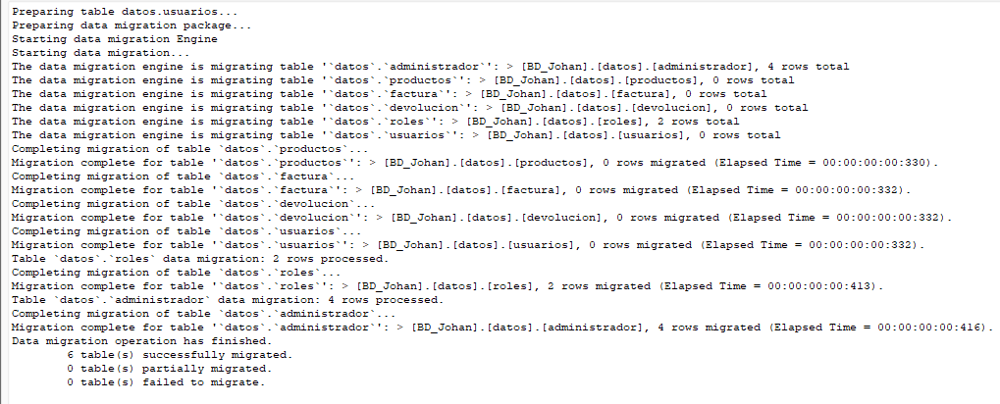 Preparing table datos.usuarios...
Preparing data migration package...
Starting data migration Engine
Starting data migration...
The data migration engine is migrating table '`datos`.`administrador`': > [BD_Johan].[datos].[administrador], 4 rows total
The data migration engine is migrating table '`datos`.`productos`': > [BD_Johan].[datos].[productos], 0 rows total
The data migration engine is migrating table '`datos`.`factura`': > [BD_Johan].[datos].[factura], 0 rows total
The data migration engine is migrating table '`datos`.`devolucion`': > [BD_Johan].[datos].[devolucion], 0 rows total
The data migration engine is migrating table '`datos`.`roles`': > [BD_Johan].[datos].[roles], 2 rows total
The data migration engine is migrating table '`datos`.`usuarios`': > [BD_Johan].[datos].[usuarios], 0 rows total
Completing migration of table `datos`.`productos`...
Migration complete for table '`datos`.`productos`': > [BD_Johan].[datos].[productos], 0 rows migrated (Elapsed Time = 00:00:00:00:330).
Completing migration of table `datos`.`factura`...
Migration complete for table '`datos`.`factura`': > [BD_Johan].[datos].[factura], 0 rows migrated (Elapsed Time = 00:00:00:00:332).
Completing migration of table `datos`.`devolucion`...
Migration complete for table '`datos`.`devolucion`': > [BD_Johan].[datos].[devolucion], 0 rows migrated (Elapsed Time = 00:00:00:00:332).
Completing migration of table `datos`.`usuarios`...
Migration complete for table '`datos`.`usuarios`': > [BD_Johan].[datos].[usuarios], 0 rows migrated (Elapsed Time = 00:00:00:00:332).
Table `datos`.`roles` data migration: 2 rows processed.
Completing migration of table `datos`.`roles`...
Migration complete for table '`datos`.`roles`': > [BD_Johan].[datos].[roles], 2 rows migrated (Elapsed Time = 00:00:00:00:413).
Table `datos`.`administrador` data migration: 4 rows processed.
Completing migration of table `datos`.`administrador`...
Migration complete for table '`datos`.`administrador`': > [BD_Johan].[datos].[administrador], 4 rows migrated (Elapsed Time = 00:00:00:00:416).
Data migration operation has finished.
6 table(s) successfully migrated.
0 table(s) partially migrated.
0 table(s) failed to migrate.